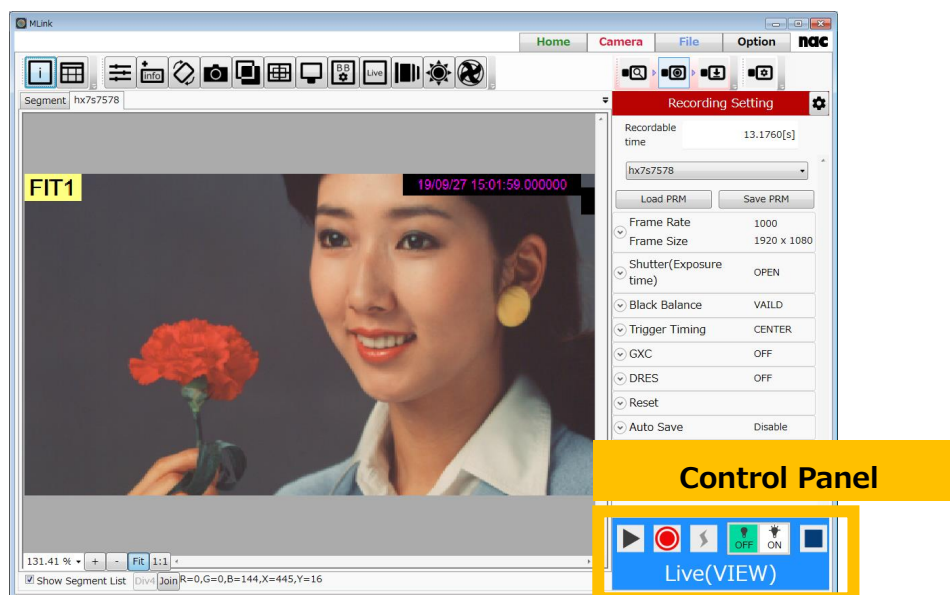 MLink
Home Camera File Option nac
i info BB Live
Segment hx7s7578
Recording Setting
Recordable time 13.1760[s]
hx7s7578
Load PRM Save PRM
Frame Rate 1000
Frame Size 1920 x 1080
Shutter(Exposure time) OPEN
Black Balance VAILD
Trigger Timing CENTER
GXC OFF
DRES OFF
Reset
Auto Save Disable
FIT1
19/09/27 15:01:59.000000
Control Panel
OFF ON
Live(VIEW)
131.41 % + - Fit 1:1
Show Segment List Div4 Join R=0,G=0,B=144,X=445,Y=16